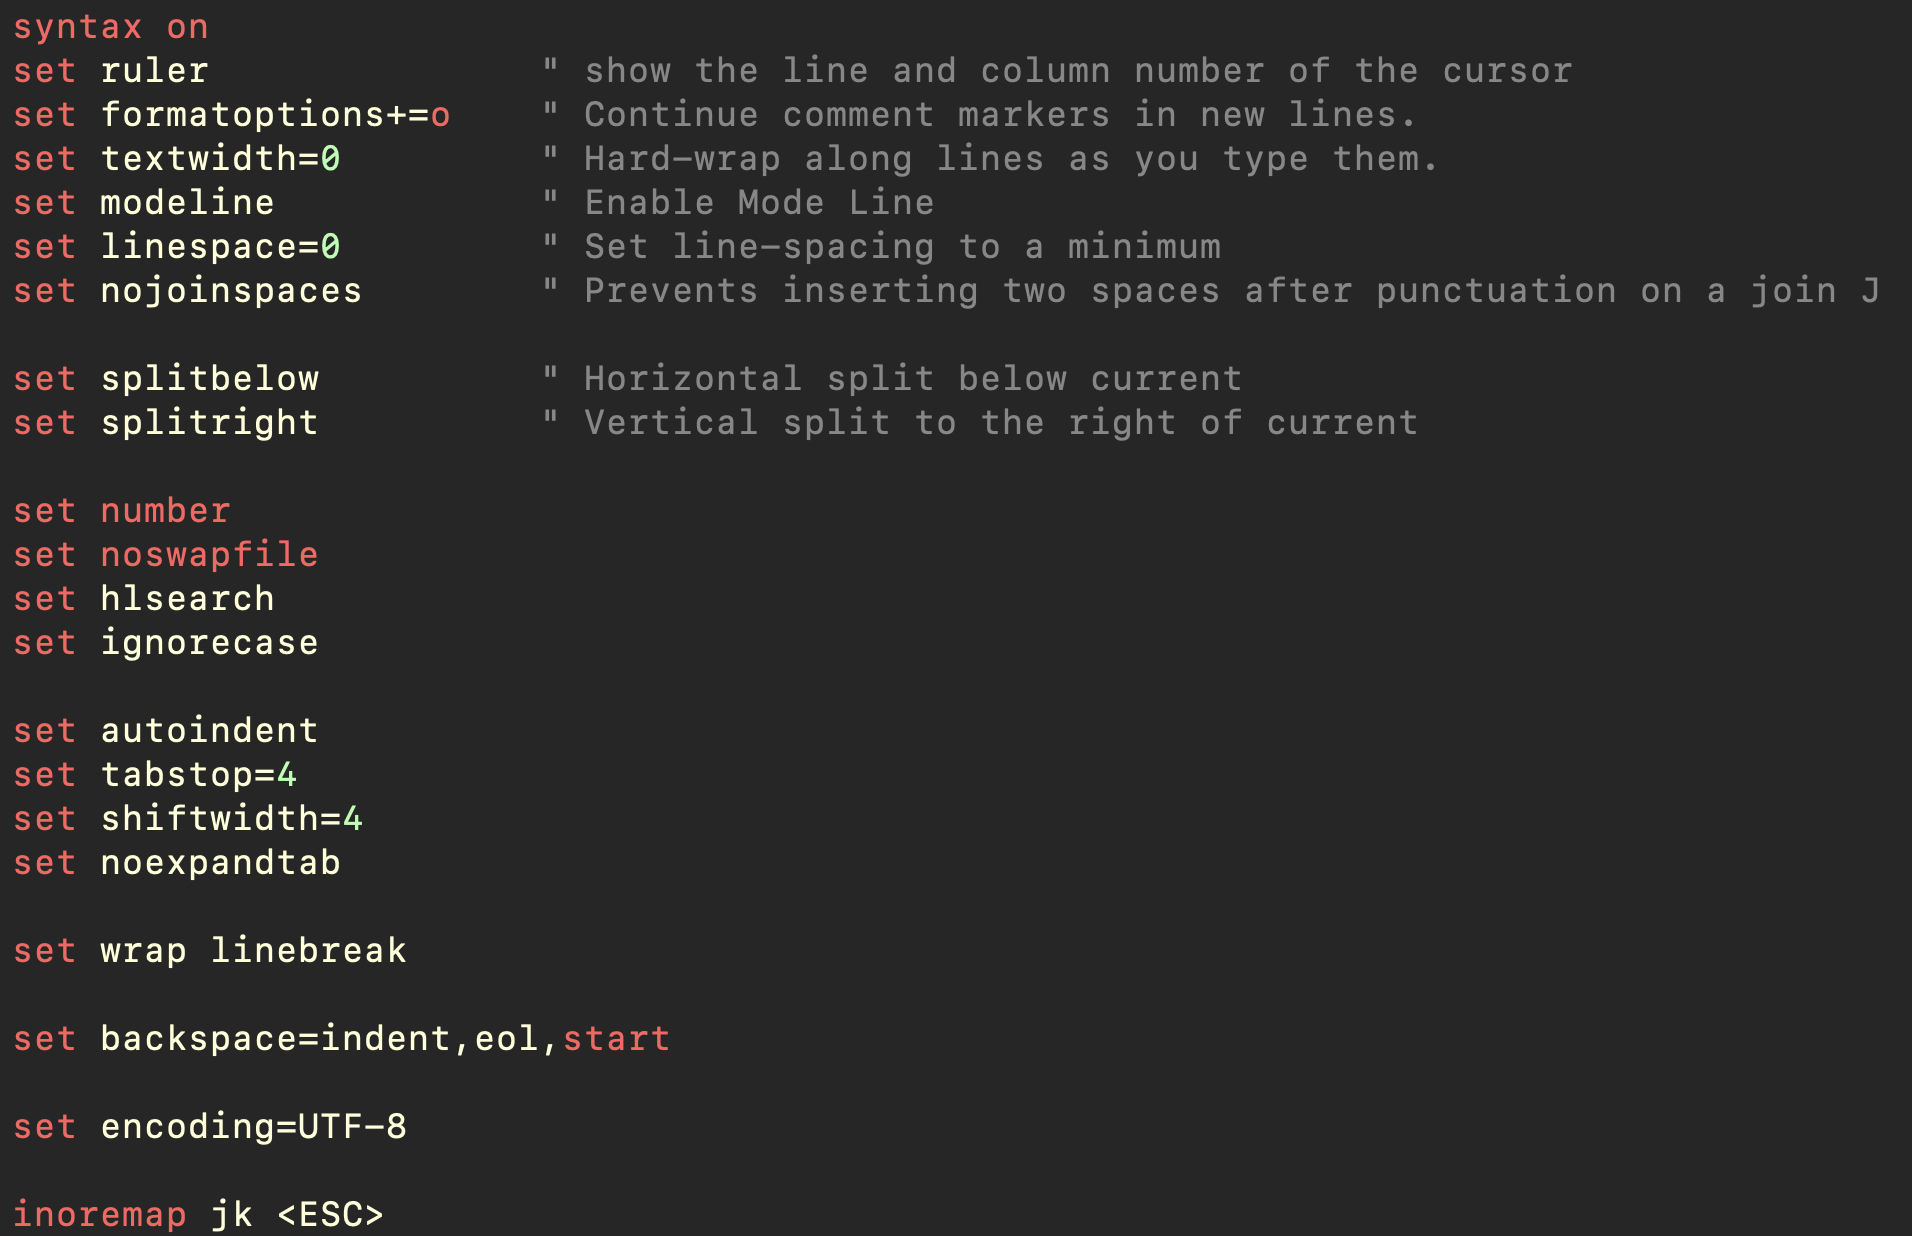 syntax on
set ruler " show the line and column number of the cursor
set formatoptions+=o " Continue comment markers in new lines.
set textwidth=0 " Hard-wrap along lines as you type them.
set modeline " Enable Mode Line
set linespace=0 " Set line-spacing to a minimum
set nojoinspaces " Prevents inserting two spaces after punctuation on a join J
set splitbelow " Horizontal split below current
set splitright " Vertical split to the right of current
set number
set noswapfile
set hlsearch
set ignorecase
set autoindent
set tabstop=4
set shiftwidth=4
set noexpandtab
set wrap linebreak
set backspace=indent,eol,start
set encoding=UTF-8
inoremap jk <ESC>